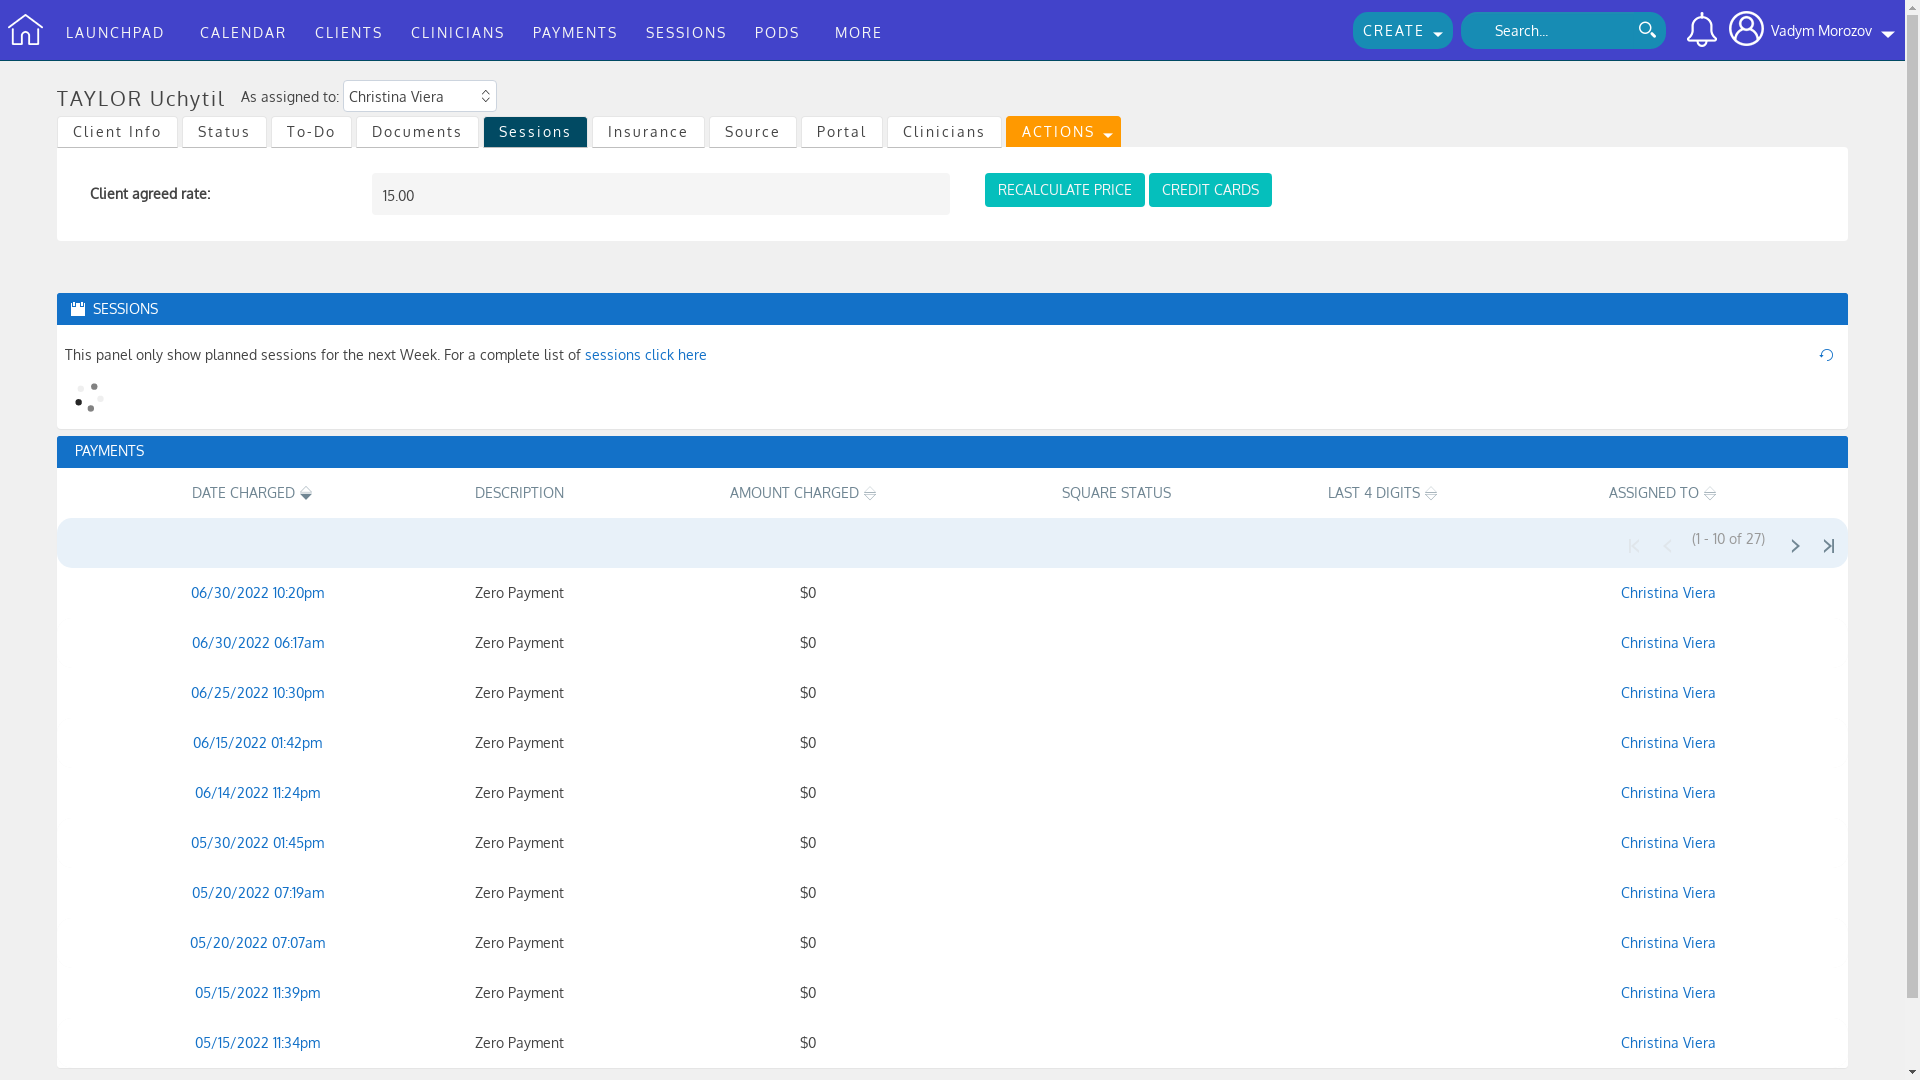 LAUNCHPAD CALENDAR CLIENTS CLINICIANS PAYMENTS SESSIONS PODS MORE CREATE Search... Vadym Morozov
TAYLOR Uchytil As assigned to: Christina Viera
Client Info Status To-Do Documents Sessions Insurance Source Portal Clinicians ACTIONS
Client agreed rate: 15.00 RECALCULATE PRICE CREDIT CARDS
SESSIONS
This panel only show planned sessions for the next Week. For a complete list of sessions click here
PAYMENTS
DATE CHARGED DESCRIPTION AMOUNT CHARGED SQUARE STATUS LAST 4 DIGITS ASSIGNED TO
(1 - 10 of 27)
06/30/2022 10:20pm Zero Payment $0 Christina Viera
06/30/2022 06:17am Zero Payment $0 Christina Viera
06/25/2022 10:30pm Zero Payment $0 Christina Viera
06/15/2022 01:42pm Zero Payment $0 Christina Viera
06/14/2022 11:24pm Zero Payment $0 Christina Viera
05/30/2022 01:45pm Zero Payment $0 Christina Viera
05/20/2022 07:19am Zero Payment $0 Christina Viera
05/20/2022 07:07am Zero Payment $0 Christina Viera
05/15/2022 11:39pm Zero Payment $0 Christina Viera
05/15/2022 11:34pm Zero Payment $0 Christina Viera